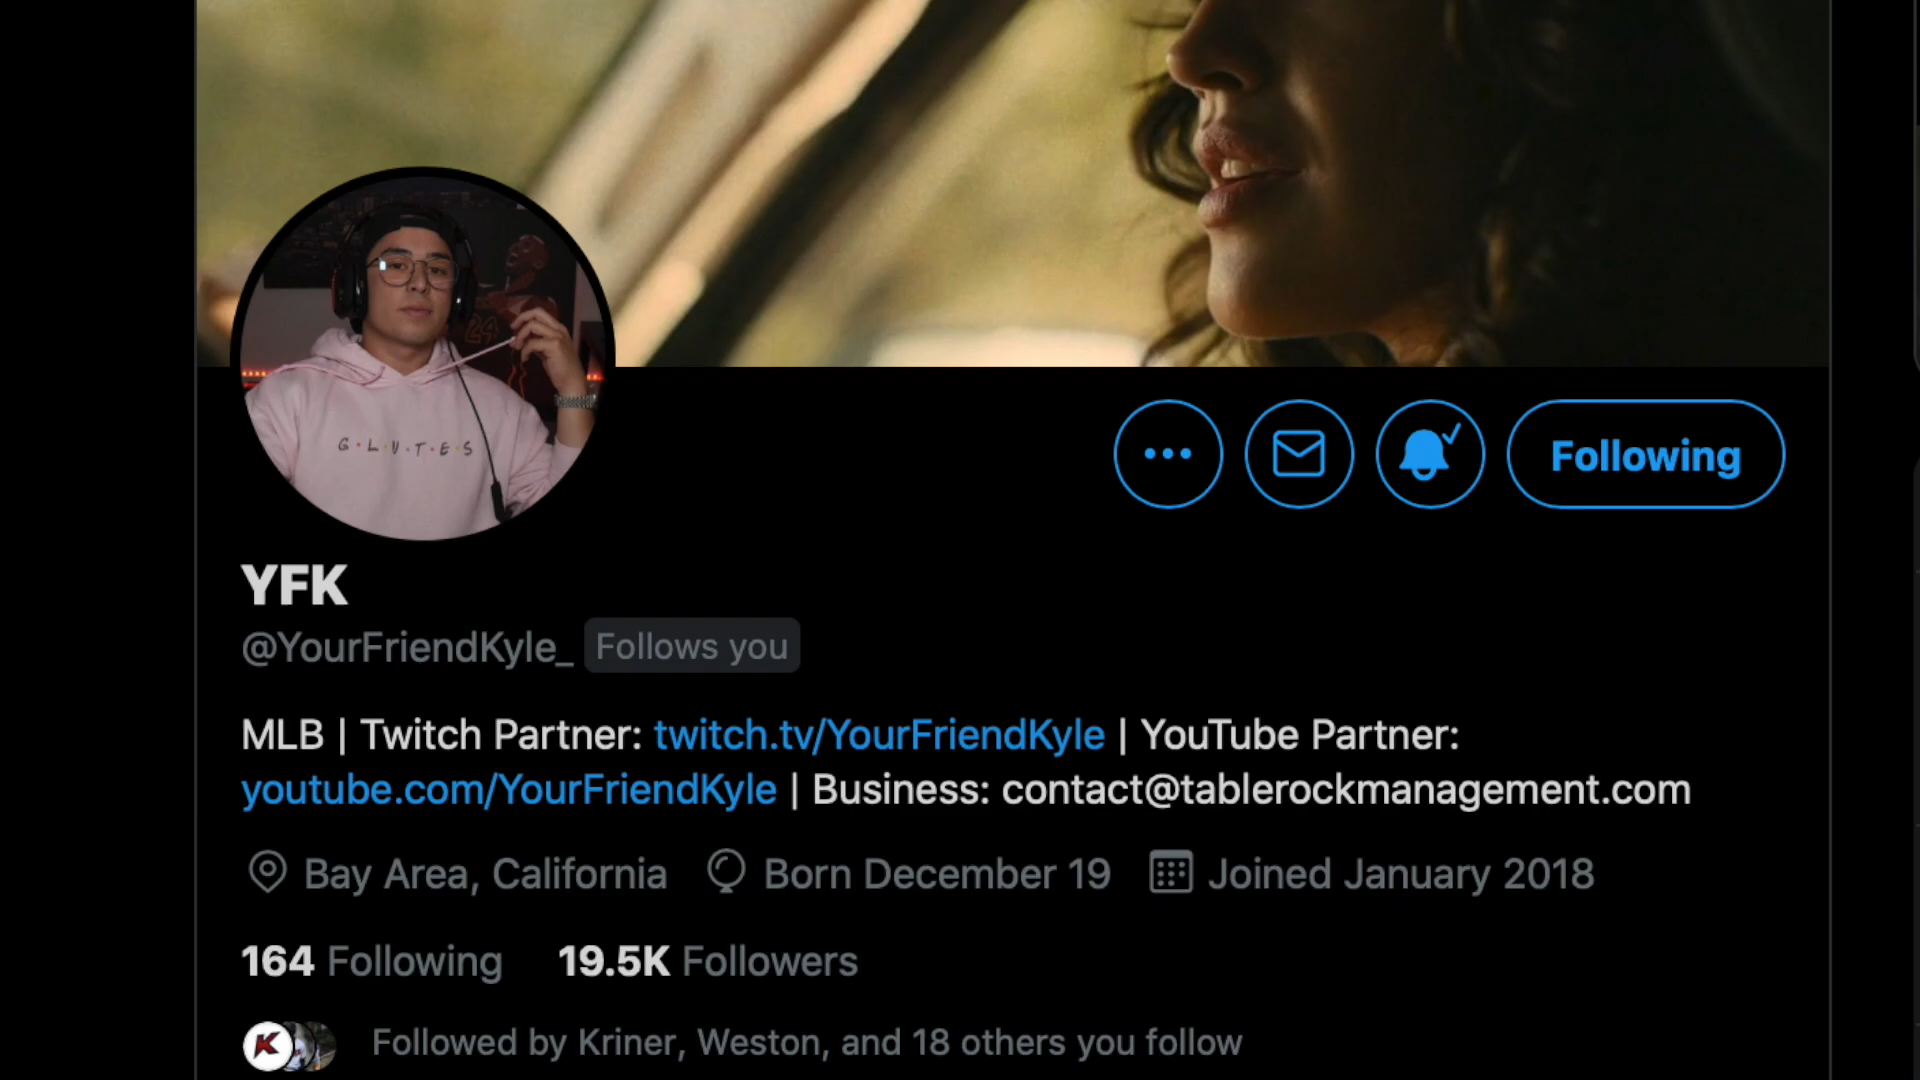 24
G·L·U·T·E·S
Following
YFK
@YourFriendKyle_ Follows you
MLB | Twitch Partner: twitch.tv/YourFriendKyle | YouTube Partner:
youtube.com/YourFriendKyle | Business: contact@tablerockmanagement.com
Bay Area, California Born December 19 Joined January 2018
164 Following 19.5K Followers
K
Followed by Kriner, Weston, and 18 others you follow